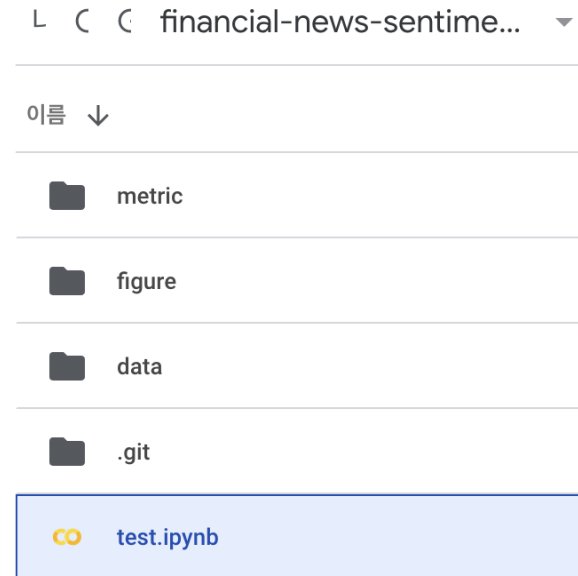 financial-news-sentime...
이름
metric
figure
data
.git
test.ipynb